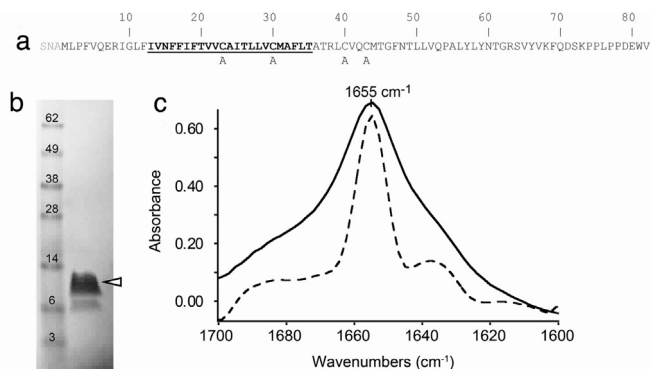 10 20 30 40 50 60 70 80
a SNAMLPFVQERIGLFIVNFFIFTVVCAITLLVCMAFLTATRLCVQCMTGFNTLLVQPALYLYNTGRSVYVKFQDSKPPLPPDEWV
A A A A
b
62
49
38
28
14
6
3
c
1655 cm⁻¹
Absorbance
0.60
0.40
0.20
0.00
1700 1680 1660 1640 1620 1600
Wavenumbers (cm⁻¹)